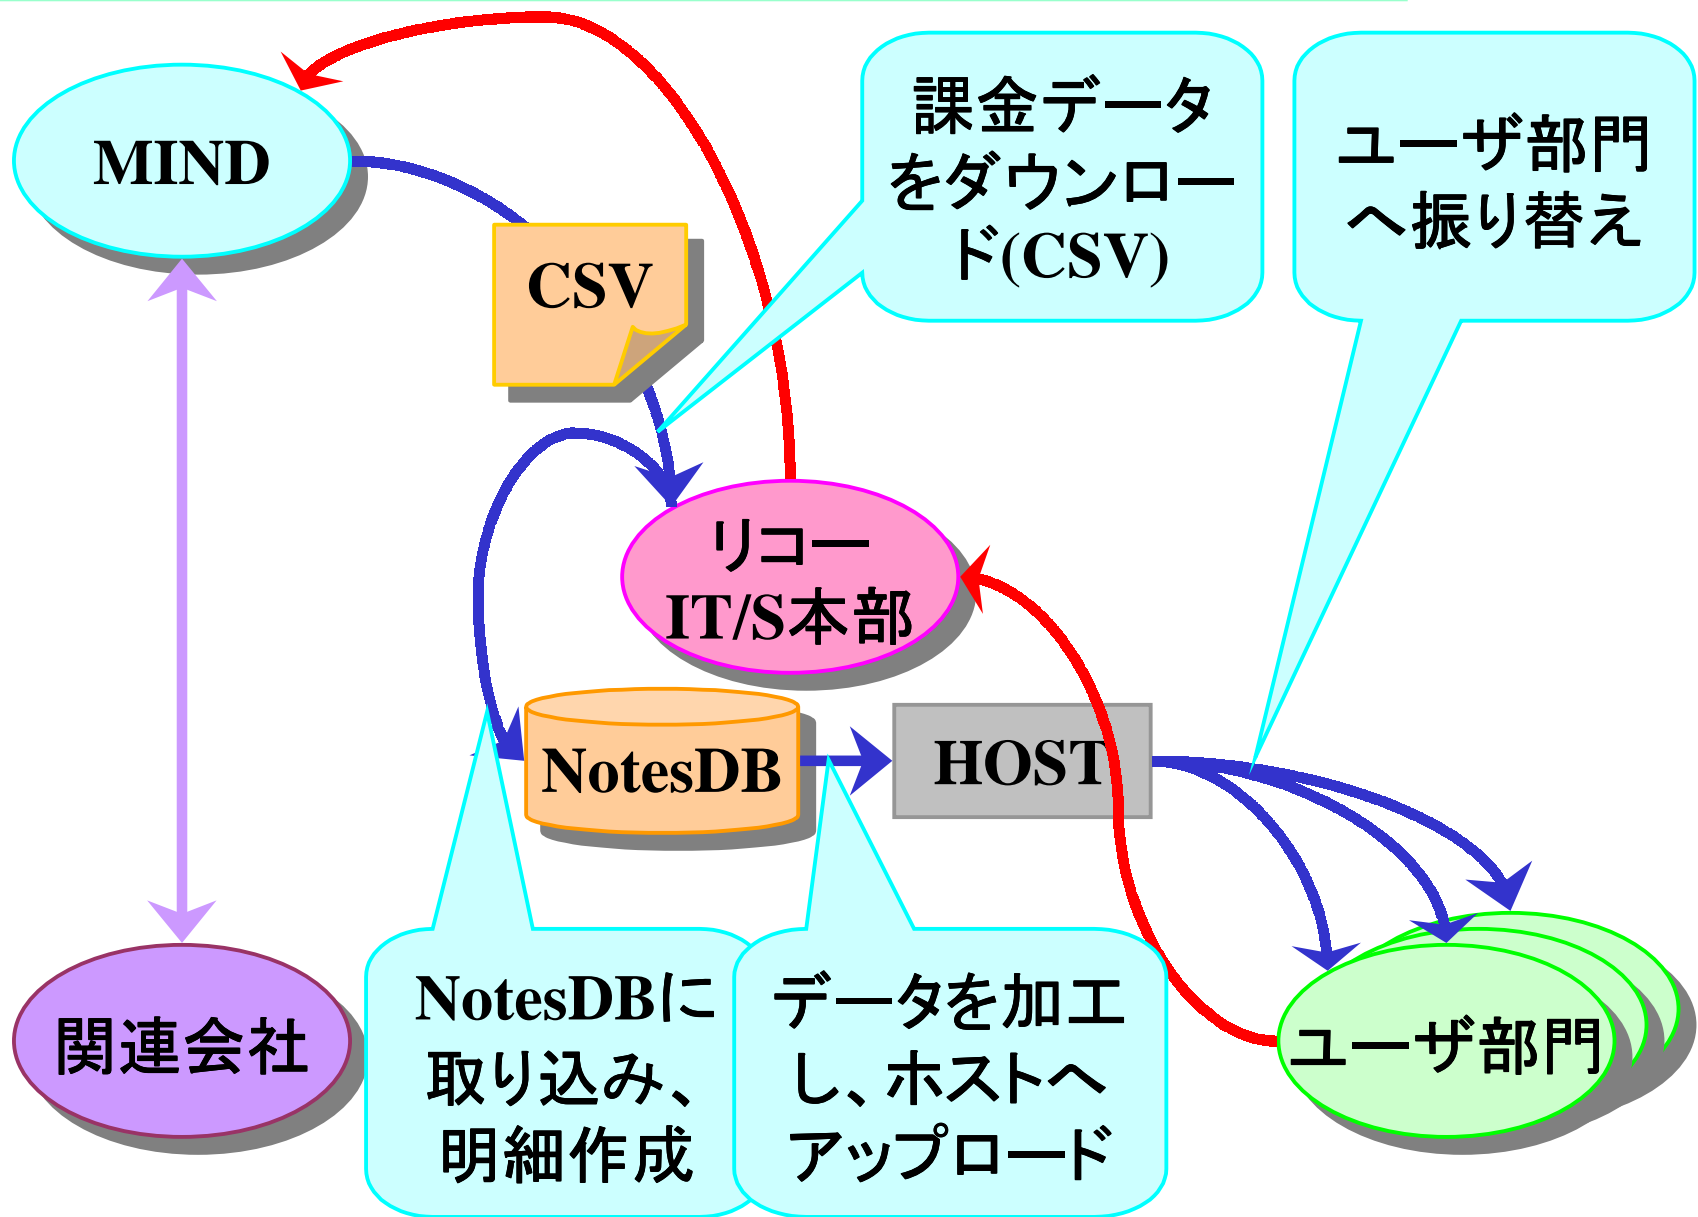 MIND
CSV
課金データ
をダウンロー
ド(CSV)
ユーザ部門
へ振り替え
リコー
IT/S本部
NotesDB
HOST
関連会社
NotesDBに
取り込み、
明細作成
データを加工
し、ホストへ
アップロード
ユーザ部門